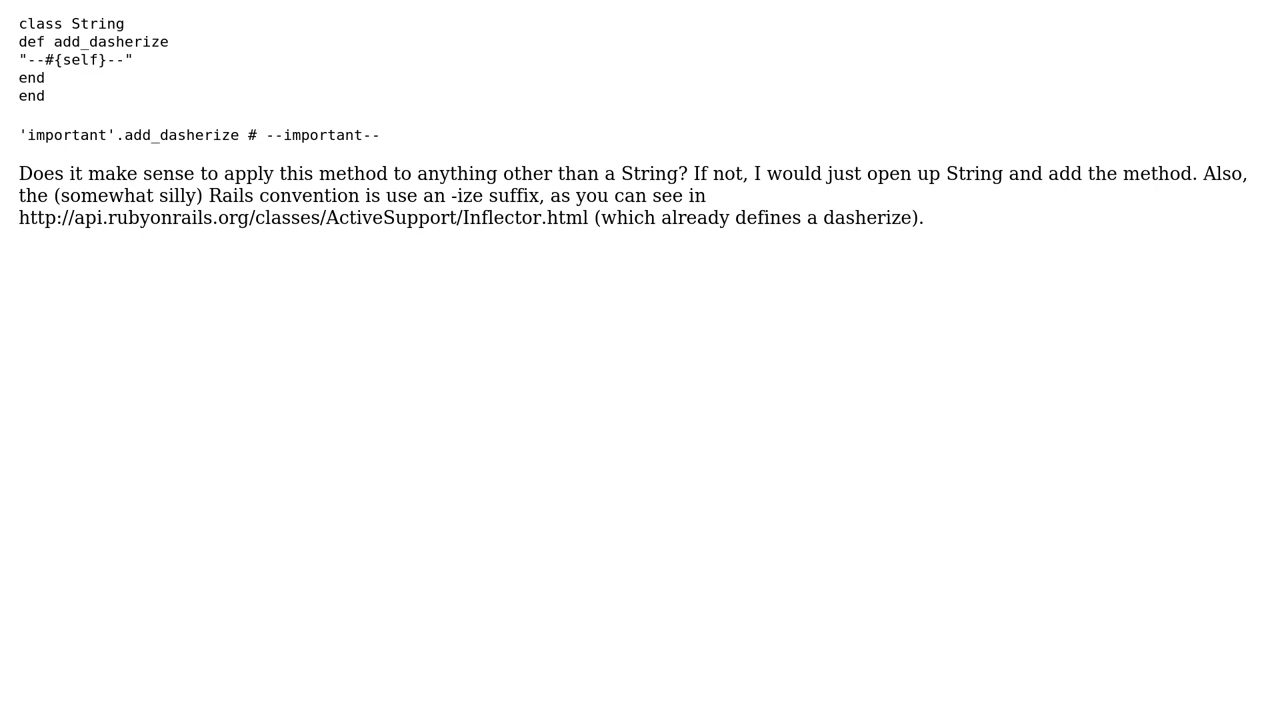 class String
def add_dasherize
"--#{self}--"
end
end
'important'.add_dasherize # --important--
Does it make sense to apply this method to anything other than a String? If not, I would just open up String and add the method. Also,
the (somewhat silly) Rails convention is use an -ize suffix, as you can see in
http://api.rubyonrails.org/classes/ActiveSupport/Inflector.html (which already defines a dasherize).